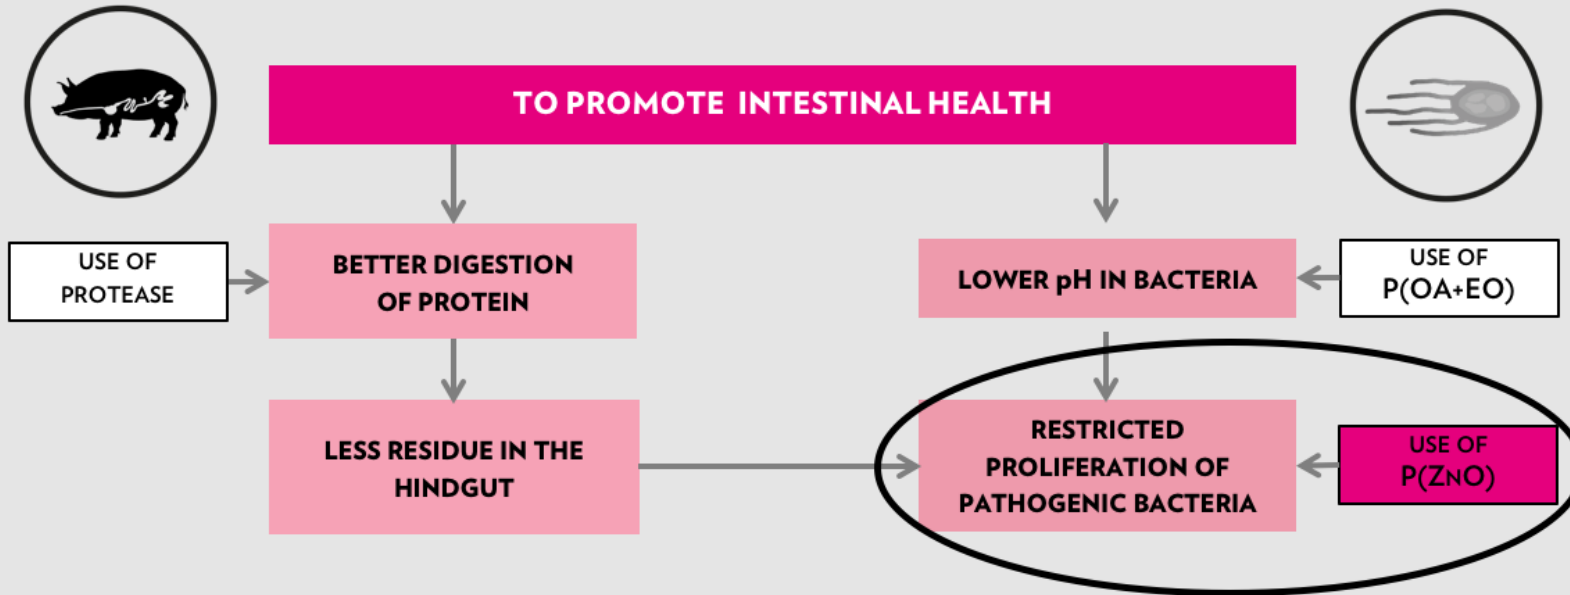 TO PROMOTE INTESTINAL HEALTH
USE OF
PROTEASE
BETTER DIGESTION
OF PROTEIN
LOWER pH IN BACTERIA
USE OF
P(OA+EO)
LESS RESIDUE IN THE
HINDGUT
RESTRICTED
PROLIFERATION OF
PATHOGENIC BACTERIA
USE OF
P(ZNO)